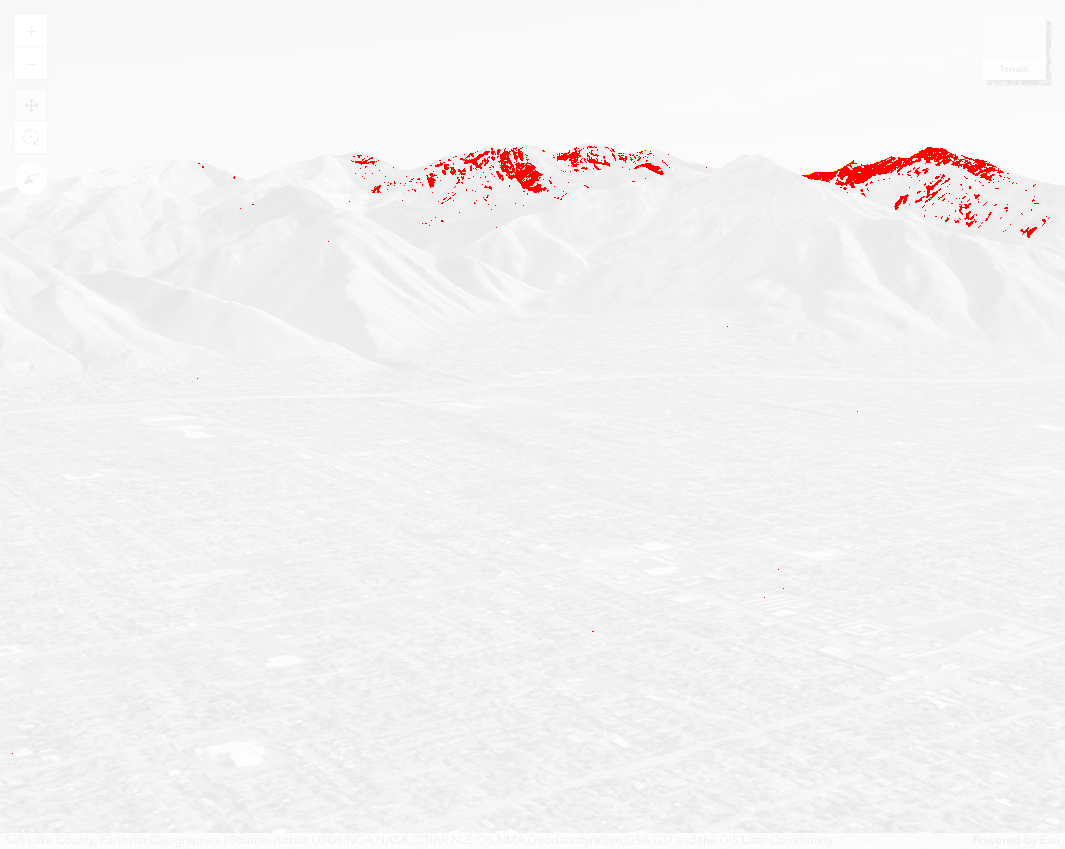 Terrain
Salt Lake County, Earthstar Geographics | Source: Airbus,USGS,NGA,NASA,CGIAR,NLS,OS,NMA,Geodatastyrelsen,GSA,GSI and the GIS User Community
Powered by Esri